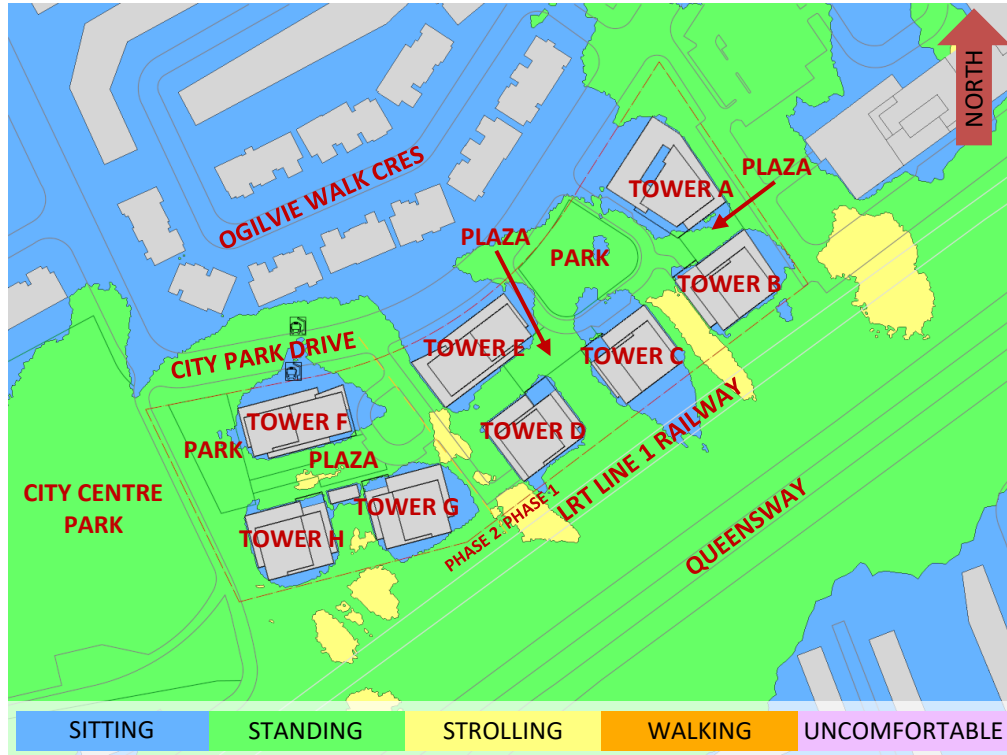 NORTH
OGILVIE WALK CRES
TOWER A
PLAZA
PLAZA
PARK
TOWER B
TOWER E
TOWER C
CITY PARK DRIVE
TOWER F
TOWER D
PARK
PLAZA
CITY CENTRE
PARK
TOWER G
TOWER H
PHASE 2
PHASE 1
LRT LINE 1 RAILWAY
QUEENSWAY
SITTING
STANDING
STROLLING
WALKING
UNCOMFORTABLE